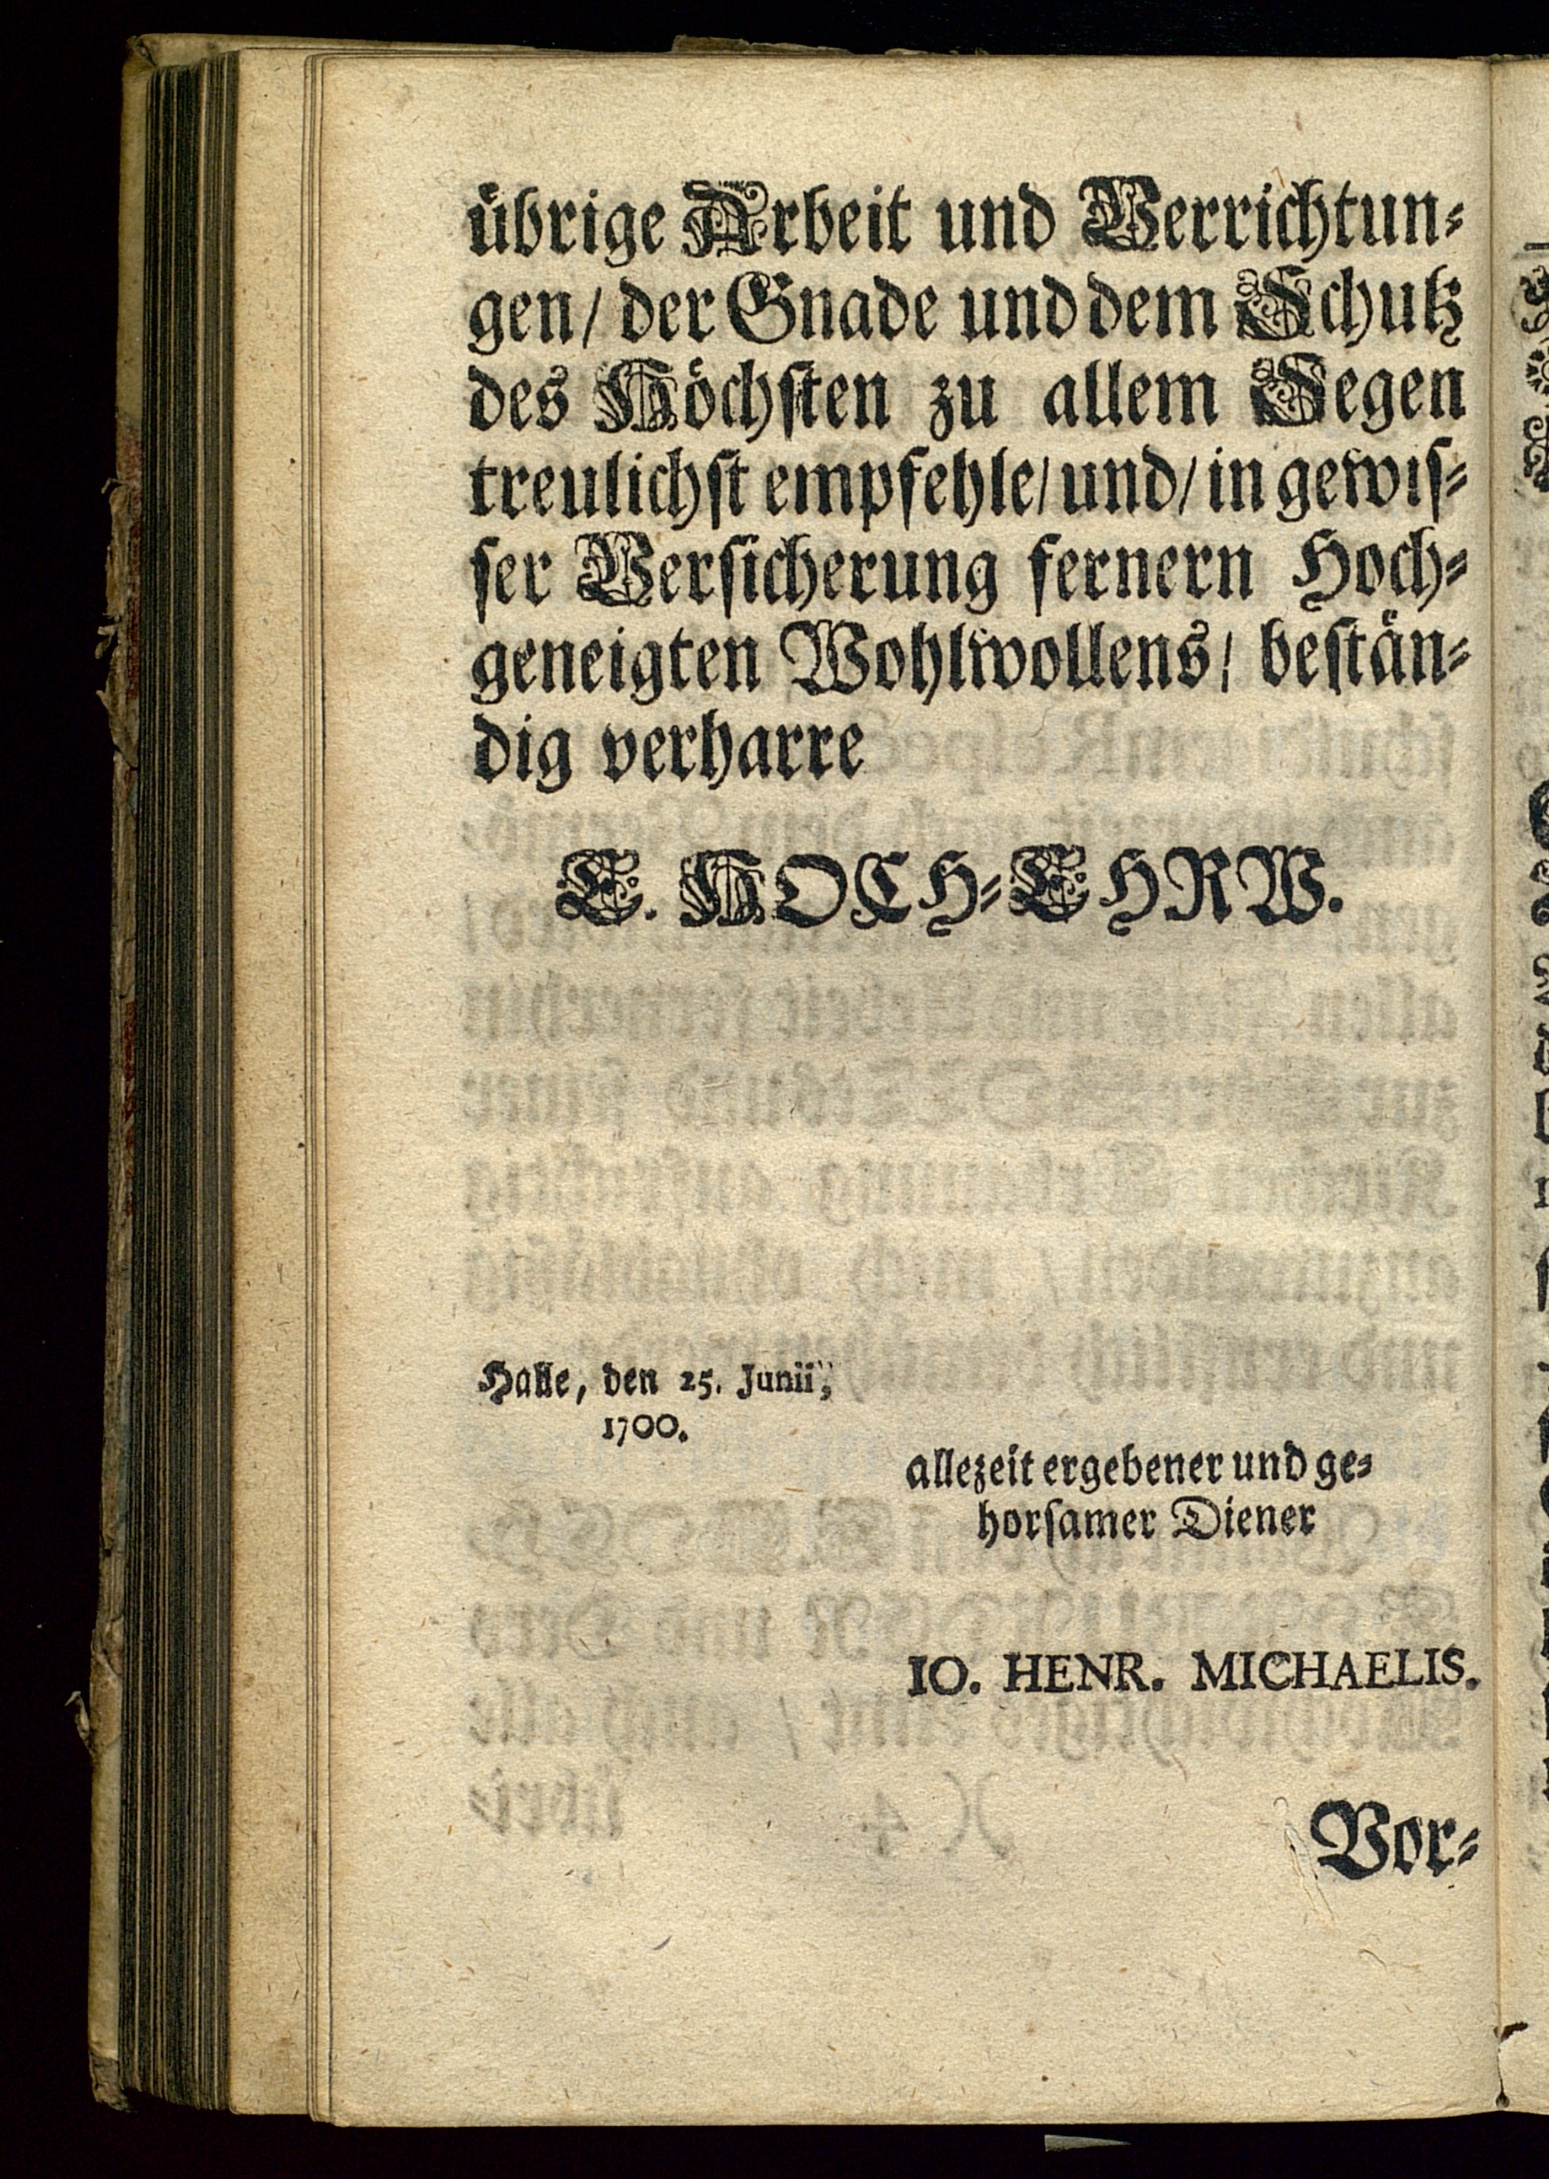 übrige Arbeit und Verrichtun⸗
gen/ der Gnade und dem Schutz
des Höchſten zu allem Segen
treulichſt empfehle/ und/ in gewiſ⸗
ſer Verſicherung fernern Hoch⸗
geneigten Wohlwollens/ beſtän⸗
dig verharre
E. HOCH⸗EHRW.
Halle, den 25. Junii,
1700.
allezeit ergebener und ge⸗
horſamer Diener
IO. HENR. MICHAELIS.
Vor⸗